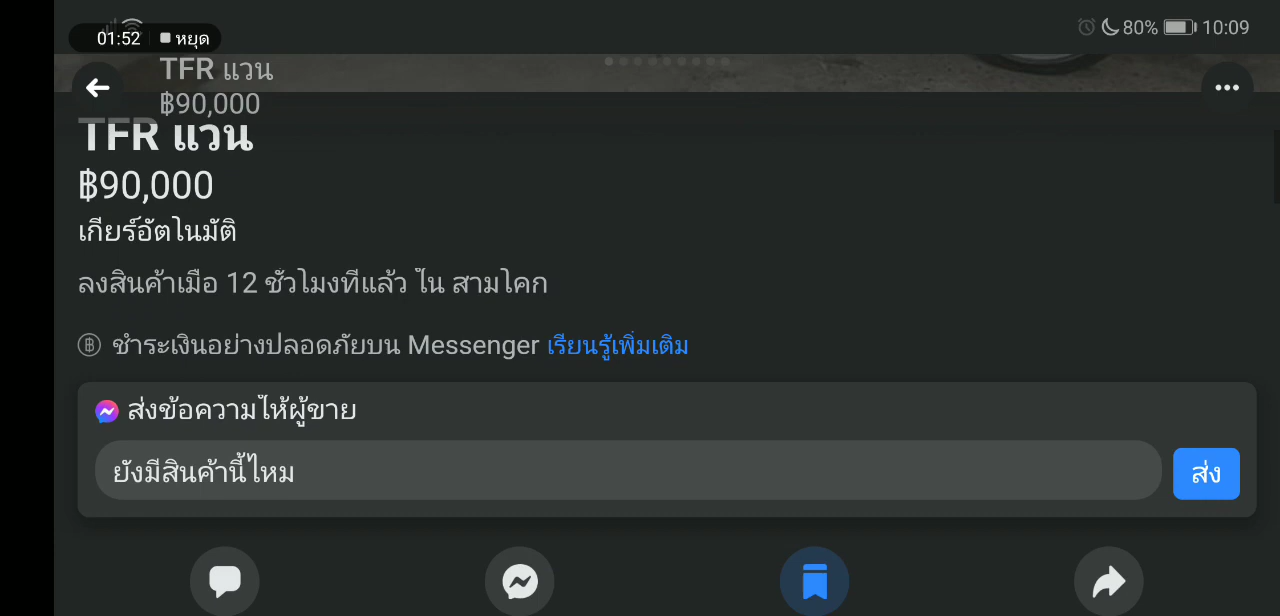 01:52 หยุด
80% 10:09
TFR แวน
฿90,000
TFR แวน
฿90,000
เกียร์อัตโนมัติ
ลงสินค้าเมื่อ 12 ชั่วโมงที่แล้ว ใน สามโคก
ชำระเงินอย่างปลอดภัยบน Messenger เรียนรู้เพิ่มเติม
ส่งข้อความให้ผู้ขาย
ยังมีสินค้านี้ไหม
ส่ง